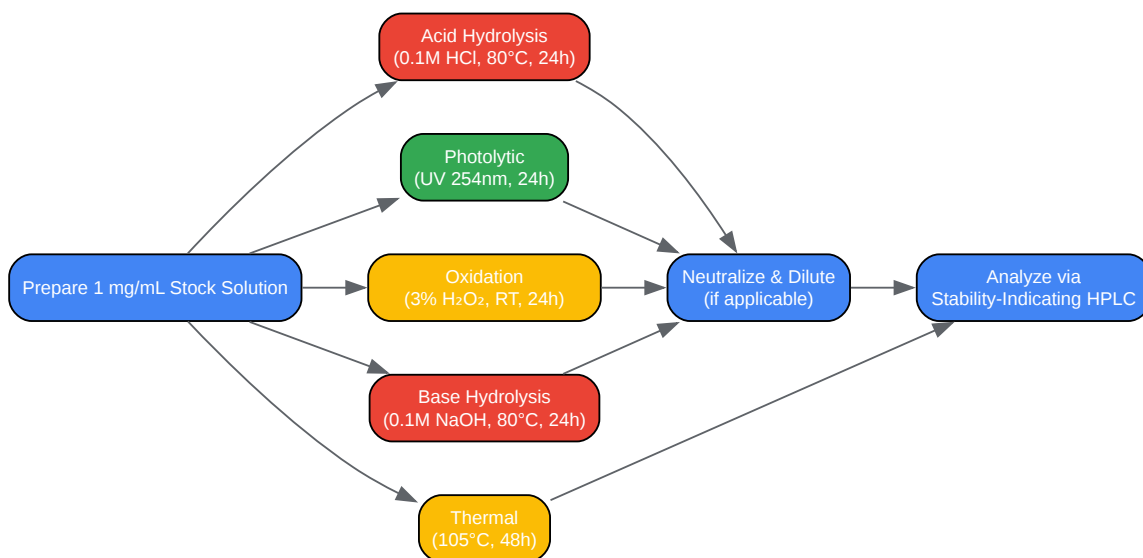 Acid Hydrolysis
(0.1M HCl, 80°C, 24h)
Photolytic
(UV 254nm, 24h)
Prepare 1 mg/mL Stock Solution
Oxidation
(3% H₂O₂, RT, 24h)
Neutralize & Dilute
(if applicable)
Analyze via
Stability-Indicating HPLC
Base Hydrolysis
(0.1M NaOH, 80°C, 24h)
Thermal
(105°C, 48h)